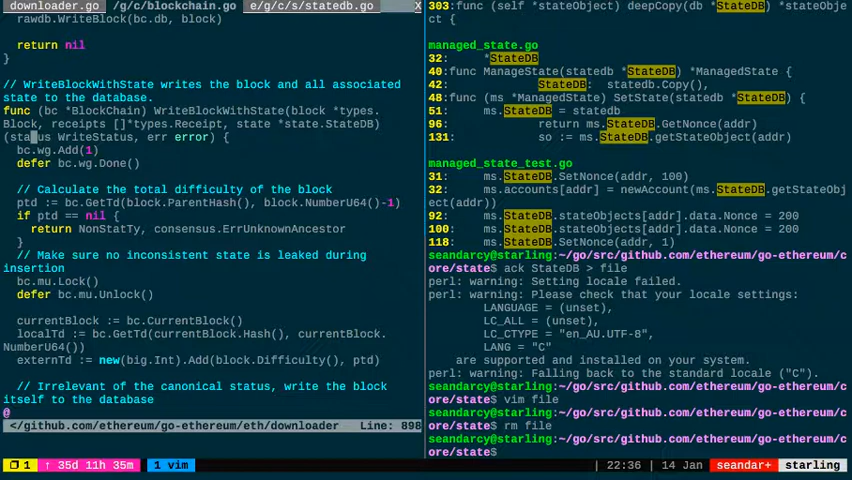 downloader.go  /g/c/blockchain.go  e/g/c/s/statedb.go  X
rawdb.WriteBlock(bc.db, block)
return nil
}
// WriteBlockWithState writes the block and all associated
state to the database.
func (bc *BlockChain) WriteBlockWithState(block *types.
Block, receipts []*types.Receipt, state *state.StateDB)
(status WriteStatus, err error) {
bc.wg.Add(1)
defer bc.wg.Done()
// Calculate the total difficulty of the block
ptd := bc.GetTd(block.ParentHash(), block.NumberU64()-1)
if ptd == nil {
return NonStatTy, consensus.ErrUnknownAncestor
}
// Make sure no inconsistent state is leaked during
insertion
bc.mu.Lock()
defer bc.mu.Unlock()
currentBlock := bc.CurrentBlock()
localTd := bc.GetTd(currentBlock.Hash(), currentBlock.
NumberU64())
externTd := new(big.Int).Add(block.Difficulty(), ptd)
// Irrelevant of the canonical status, write the block
itself to the database
@
</github.com/ethereum/go-ethereum/eth/downloader   Line: 898
303:func (self *stateObject) deepCopy(db *StateDB) *stateObje
ct {
managed_state.go
32:     *StateDB
40:func ManageState(statedb *StateDB) *ManagedState {
42:             StateDB:  statedb.Copy(),
48:func (ms *ManagedState) SetState(statedb *StateDB) {
51:     ms.StateDB = statedb
96:             return ms.StateDB.GetNonce(addr)
131:            so := ms.StateDB.getStateObject(addr)
managed_state_test.go
31:     ms.StateDB.SetNonce(addr, 100)
32:     ms.accounts[addr] = newAccount(ms.StateDB.getStateObj
ect(addr))
92:     ms.StateDB.stateObjects[addr].data.Nonce = 200
100:    ms.StateDB.stateObjects[addr].data.Nonce = 200
118:    ms.StateDB.SetNonce(addr, 1)
seandarcy@starling:~/go/src/github.com/ethereum/go-ethereum/c
ore/state$ ack StateDB > file
perl: warning: Setting locale failed.
perl: warning: Please check that your locale settings:
LANGUAGE = (unset),
LC_ALL = (unset),
LC_CTYPE = "en_AU.UTF-8",
LANG = "C"
are supported and installed on your system.
perl: warning: Falling back to the standard locale ("C").
seandarcy@starling:~/go/src/github.com/ethereum/go-ethereum/c
ore/state$ vim file
seandarcy@starling:~/go/src/github.com/ethereum/go-ethereum/c
ore/state$ rm file
seandarcy@starling:~/go/src/github.com/ethereum/go-ethereum/c
ore/state$
1  ↑ 35d 11h 35m  1 vim  | 22:36 | 14 Jan  seandar+  starling